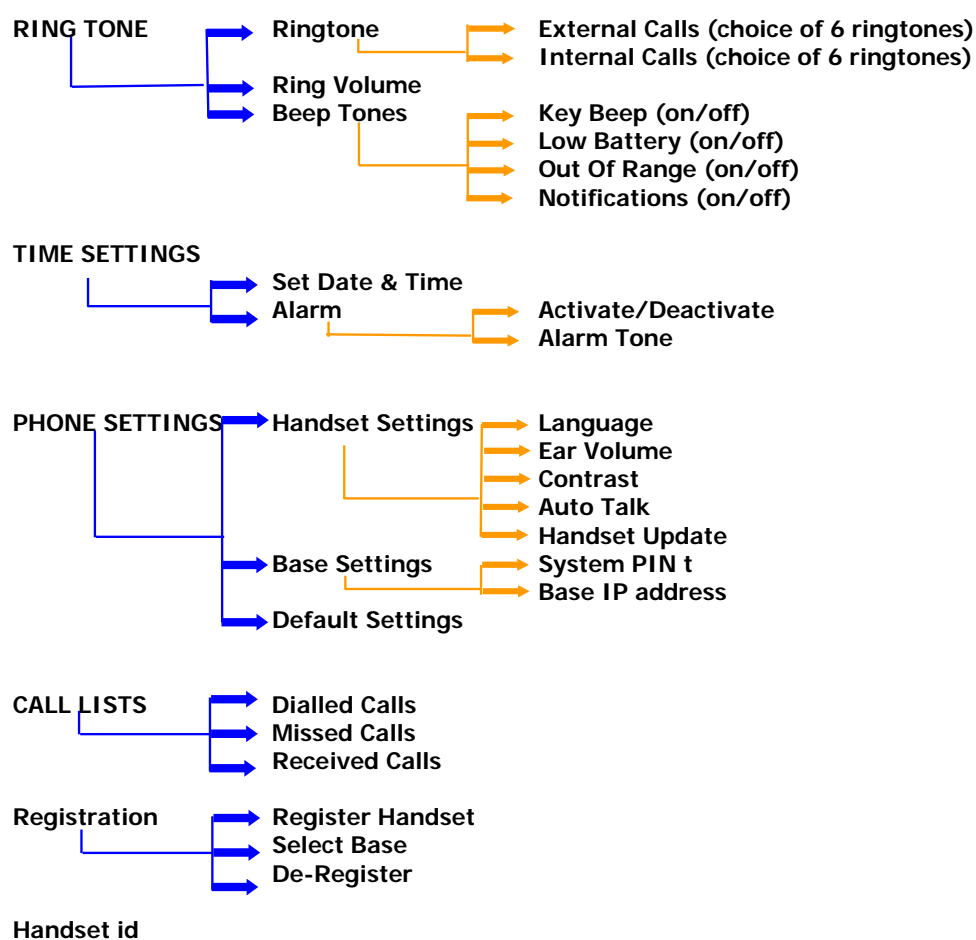 RING TONE Ringtone External Calls (choice of 6 ringtones)
Internal Calls (choice of 6 ringtones)
Ring Volume
Beep Tones Key Beep (on/off)
Low Battery (on/off)
Out Of Range (on/off)
Notifications (on/off)
TIME SETTINGS
Set Date & Time
Alarm Activate/Deactivate
Alarm Tone
PHONE SETTINGS Handset Settings Language
Ear Volume
Contrast
Auto Talk
Handset Update
Base Settings System PIN t
Base IP address
Default Settings
CALL LISTS Dialled Calls
Missed Calls
Received Calls
Registration Register Handset
Select Base
De-Register
Handset id